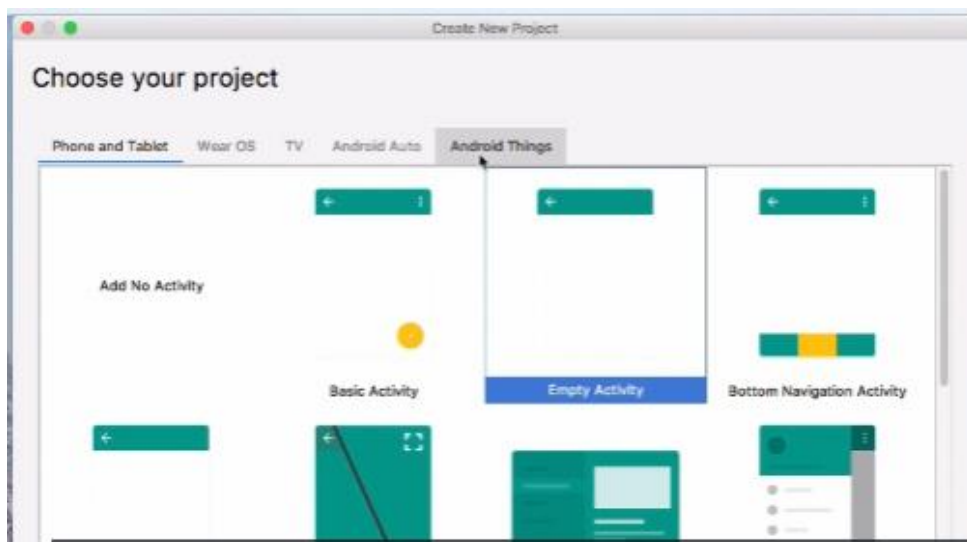 Create New Project
Choose your project
Phone and Tablet Wear OS TV Android Auto Android Things
Add No Activity
Basic Activity Empty Activity Bottom Navigation Activity